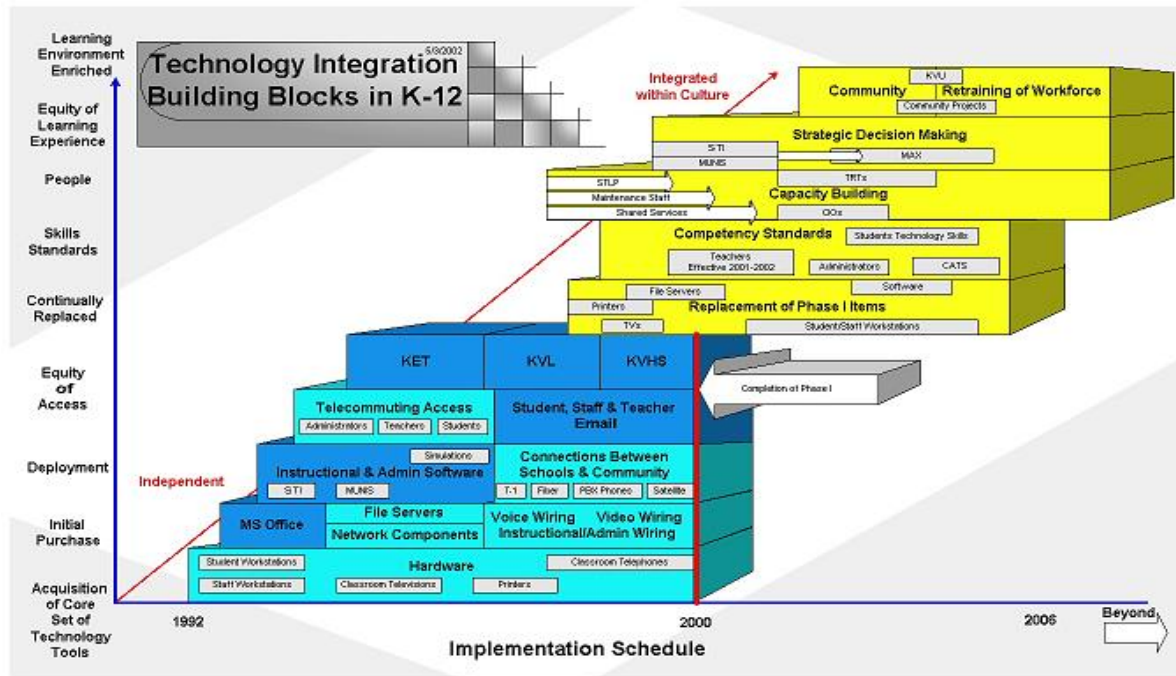 Learning
Environment
Enriched
Equity of
Learning
Experience
People
Skills
Standards
Continually
Replaced
Equity
of
Access
Deployment
Initial
Purchase
Acquisition
of Core
Set of
Technology
Tools
5/3/2002
Technology Integration
Building Blocks in K-12
Integrated
within Culture
Independent
KVU
Community
Retraining of Workforce
Community Projects
Strategic Decision Making
STI
MUNIS
MAX
TRTs
STLP
Capacity Building
Maintenance Staff
Shared Services
CIOs
Competency Standards
Students Technology Skills
Teachers
Effective 2001-2002
Administrators
CATS
Software
File Servers
Printers
Replacement of Phase I Items
TVs
Student/Staff Workstations
KET
KVL
KVHS
Completion of Phase I
Telecommuting Access
Administrators
Teachers
Students
Student, Staff & Teacher
Email
Simulations
Instructional & Admin Software
STI
MUNIS
Connections Between
Schools & Community
T-1
Fiber
PBX Phones
Satellite
MS Office
File Servers
Network Components
Voice Wiring Video Wiring
Instructional/Admin Wiring
Student Workstations
Hardware
Classroom Telephones
Staff Workstations
Classroom Televisions
Printers
1992
2000
2006
Beyond
Implementation Schedule